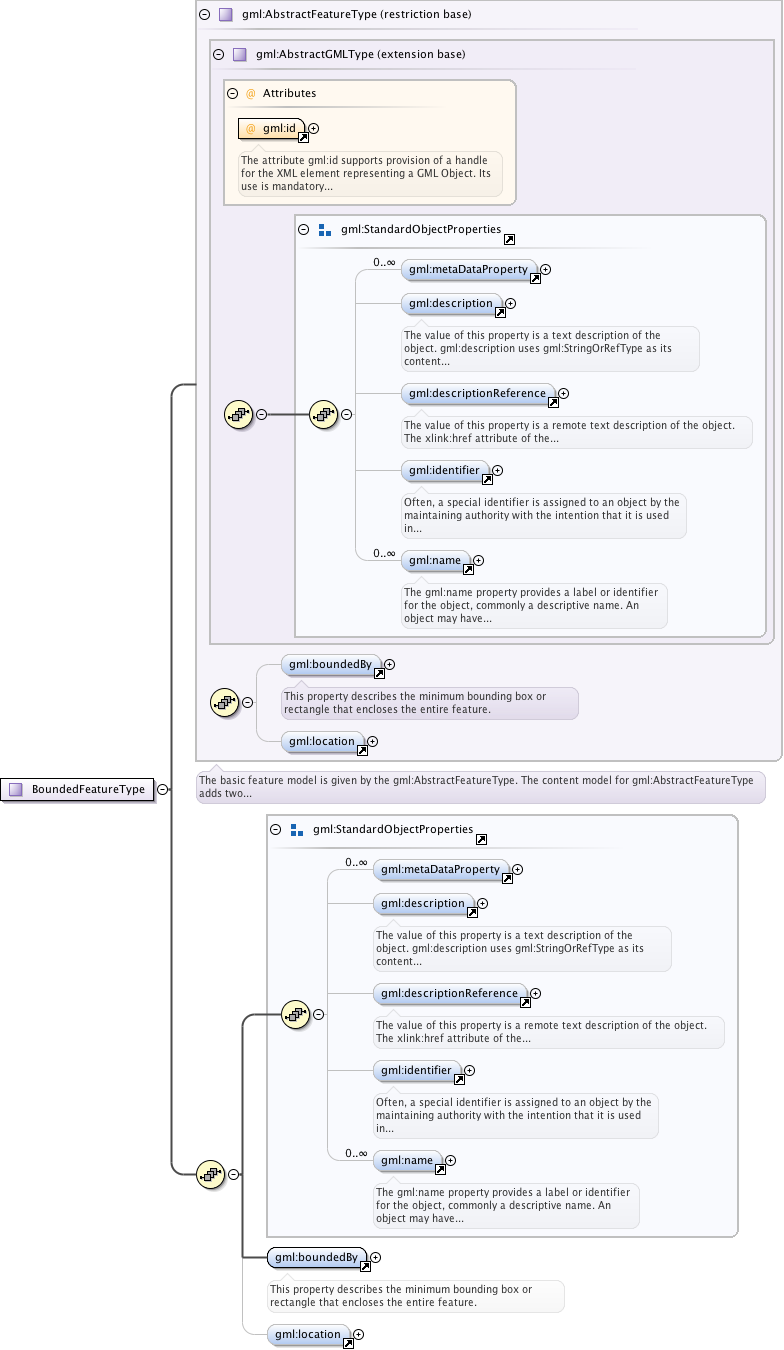 gml:AbstractFeatureType (restriction base)
gml:AbstractGMLType (extension base)
@ Attributes
@ gml:id
The attribute gml:id supports provision of a handle
for the XML element representing a GML Object. Its
use is mandatory...
gml:StandardObjectProperties
0..∞
gml:metaDataProperty
gml:description
The value of this property is a text description of the
object. gml:description uses gml:StringOrRefType as its
content...
gml:descriptionReference
The value of this property is a remote text description of the object.
The xlink:href attribute of the...
gml:identifier
Often, a special identifier is assigned to an object by the
maintaining authority with the intention that it is used
in...
0..∞
gml:name
The gml:name property provides a label or identifier
for the object, commonly a descriptive name. An
object may have...
gml:boundedBy
This property describes the minimum bounding box or
rectangle that encloses the entire feature.
gml:location
The basic feature model is given by the gml:AbstractFeatureType. The content model for gml:AbstractFeatureType
adds two...
BoundedFeatureType
gml:StandardObjectProperties
0..∞
gml:metaDataProperty
gml:description
The value of this property is a text description of the
object. gml:description uses gml:StringOrRefType as its
content...
gml:descriptionReference
The value of this property is a remote text description of the object.
The xlink:href attribute of the...
gml:identifier
Often, a special identifier is assigned to an object by the
maintaining authority with the intention that it is used
in...
0..∞
gml:name
The gml:name property provides a label or identifier
for the object, commonly a descriptive name. An
object may have...
gml:boundedBy
This property describes the minimum bounding box or
rectangle that encloses the entire feature.
gml:location